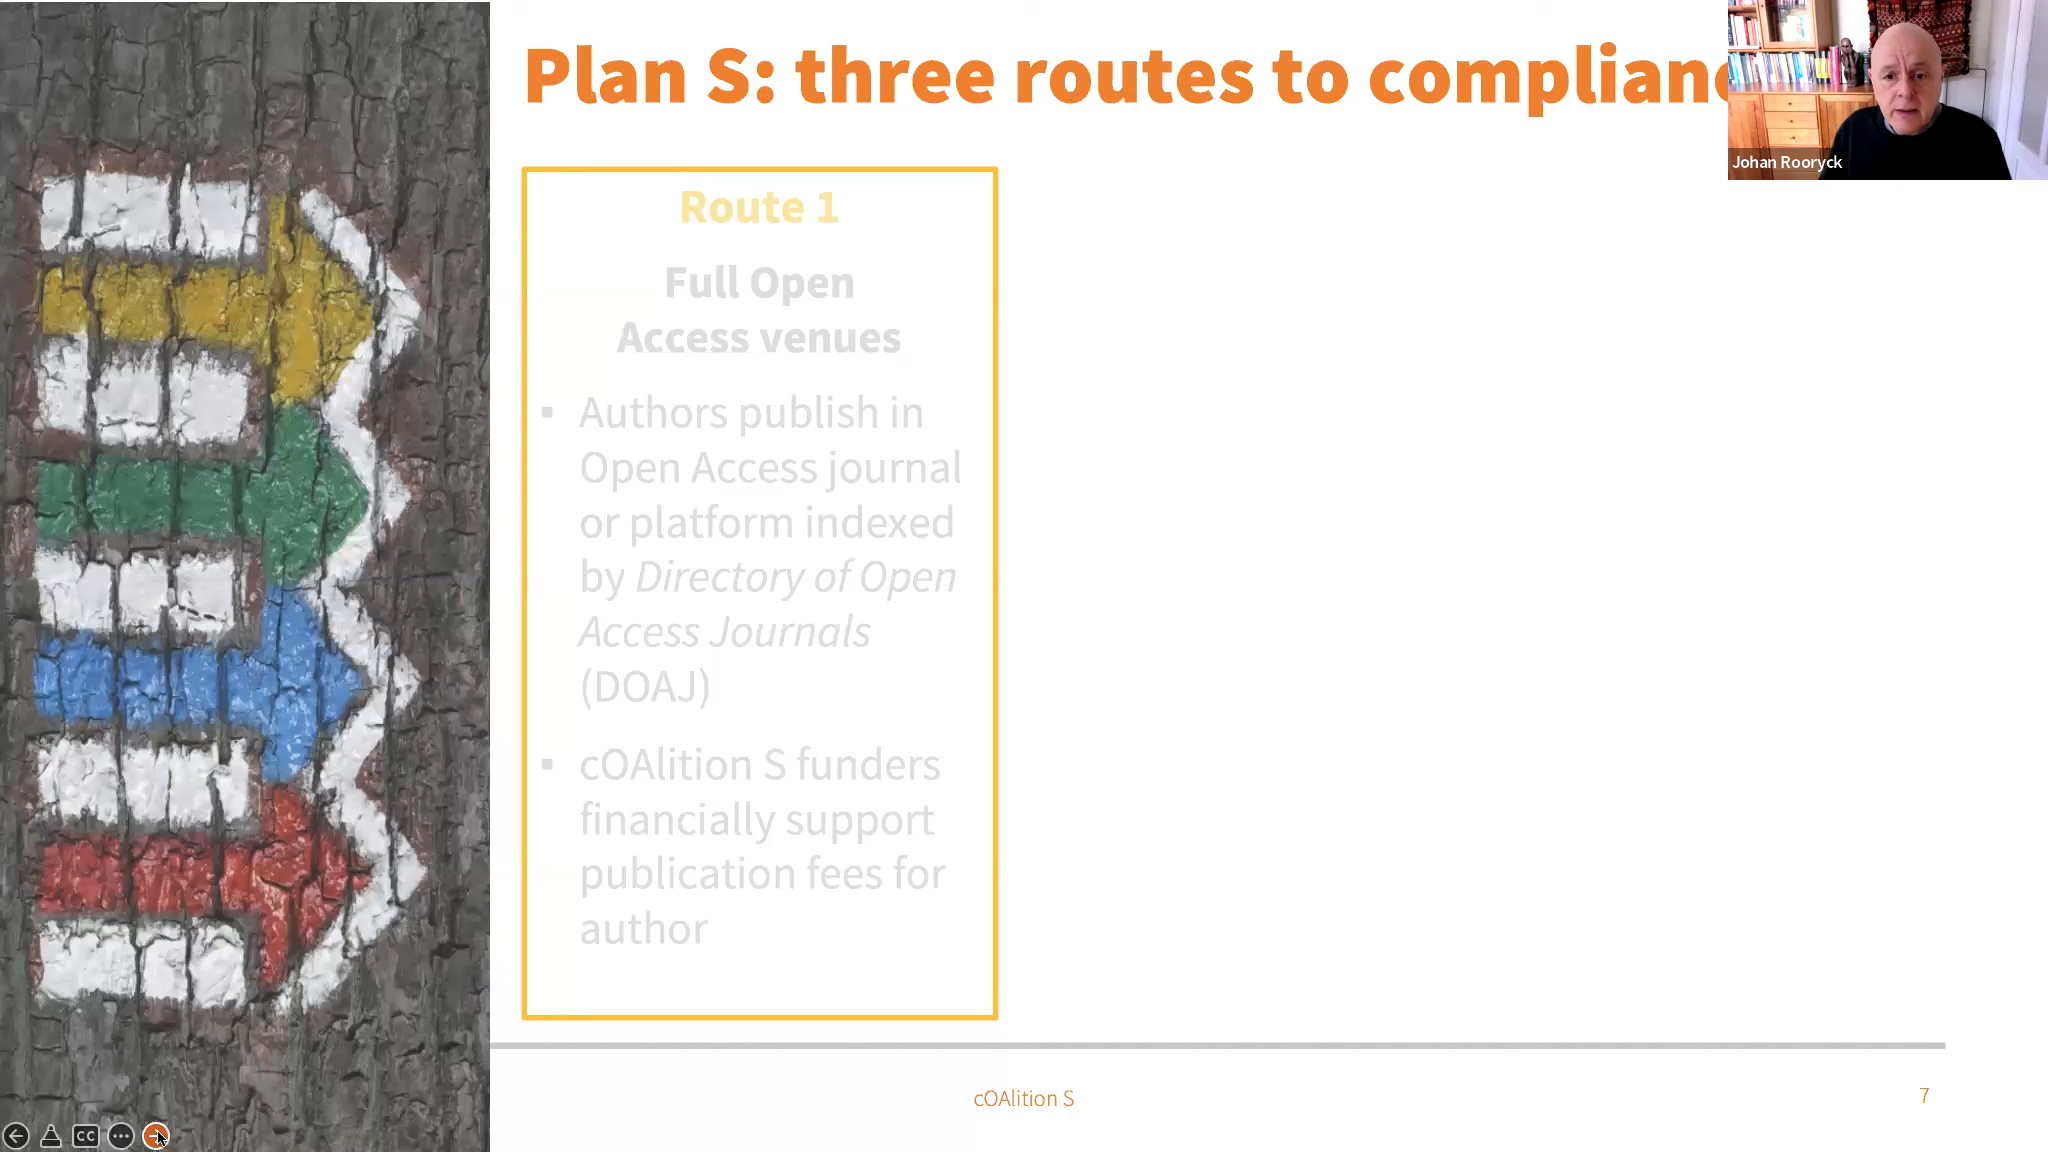 Plan S: three routes to complianc
Johan Rooryck
Route 1
Full Open
Access venues
▪ Authors publish in
Open Access journal
or platform indexed
by Directory of Open
Access Journals
(DOAJ)
▪ cOAlition S funders
financially support
publication fees for
author
cOAlition S
7
CC